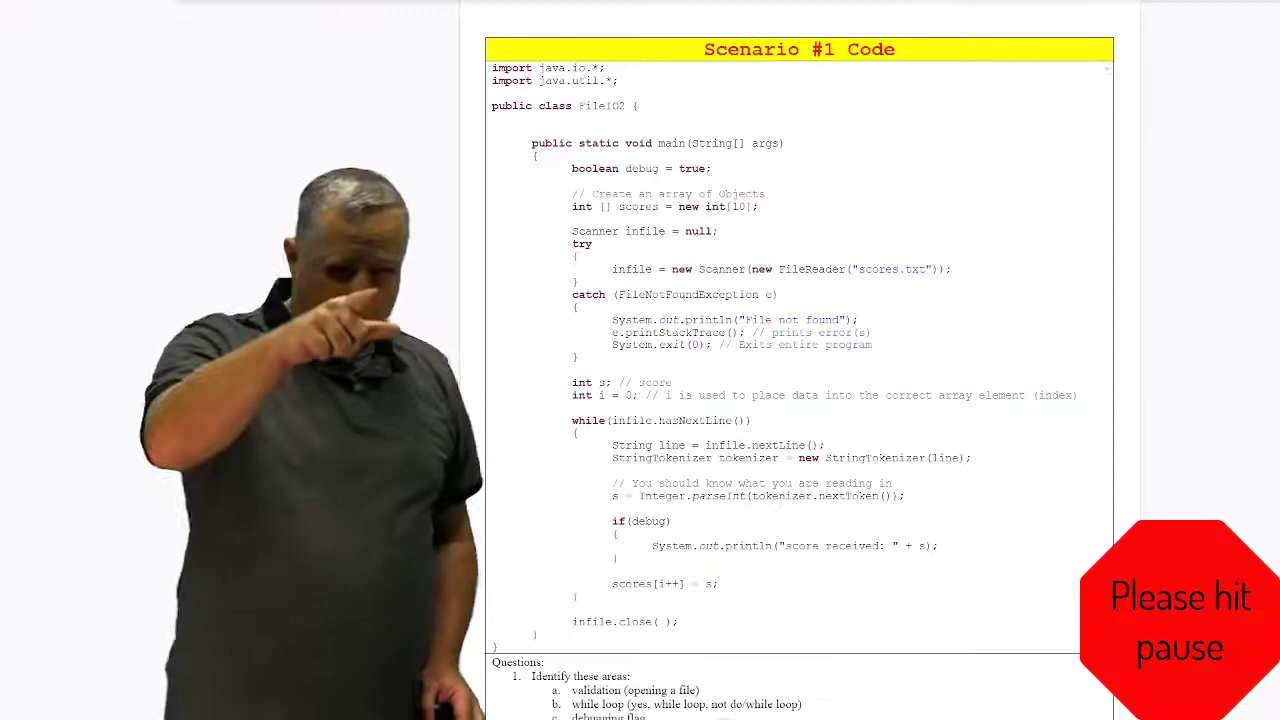 Scenario #1 Code
import java.io.*;
import java.util.*;
public class FileIO2 {
public static void main(String[] args)
{
boolean debug = true;
// Create an array of Objects
int [] scores = new int[10];
Scanner infile = null;
try
{
infile = new Scanner(new FileReader("scores.txt"));
}
catch (FileNotFoundException e)
{
System.out.println("File not found");
e.printStackTrace(); // prints error(s)
System.exit(0); // Exits entire program
}
int s; // score
int i = 0; // i is used to place data into the correct array element (index)
while(infile.hasNextLine())
{
String line = infile.nextLine();
StringTokenizer tokenizer = new StringTokenizer(line);
// You should know what you are reading in
s = Integer.parseInt(tokenizer.nextToken());
if(debug)
{
System.out.println("score received: " + s);
}
scores[i++] = s;
}
infile.close( );
}
}
Questions:
1. Identify these areas:
a. validation (opening a file)
b. while loop (yes, while loop, not do/while loop)
c. debugging flag
Please hit
pause